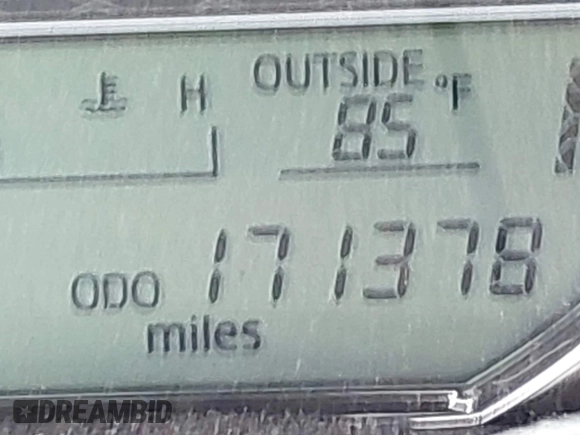 H OUTSIDE
85 °F
ODO 171378
miles
DREAMBID